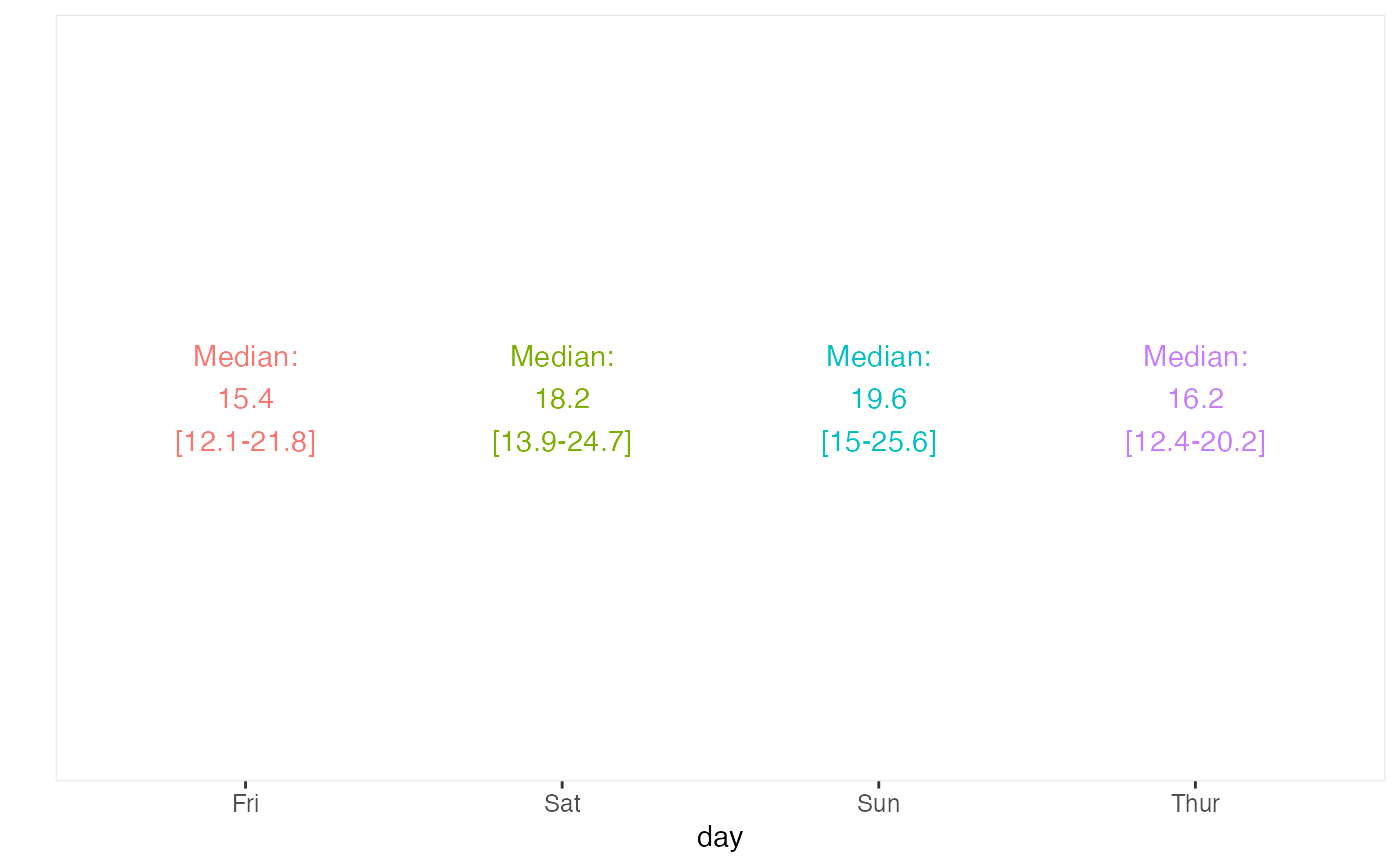 Median: Median: Median: Median:
15.4 18.2 19.6 16.2
[12.1-21.8] [13.9-24.7] [15-25.6] [12.4-20.2]
Fri Sat Sun Thur
day